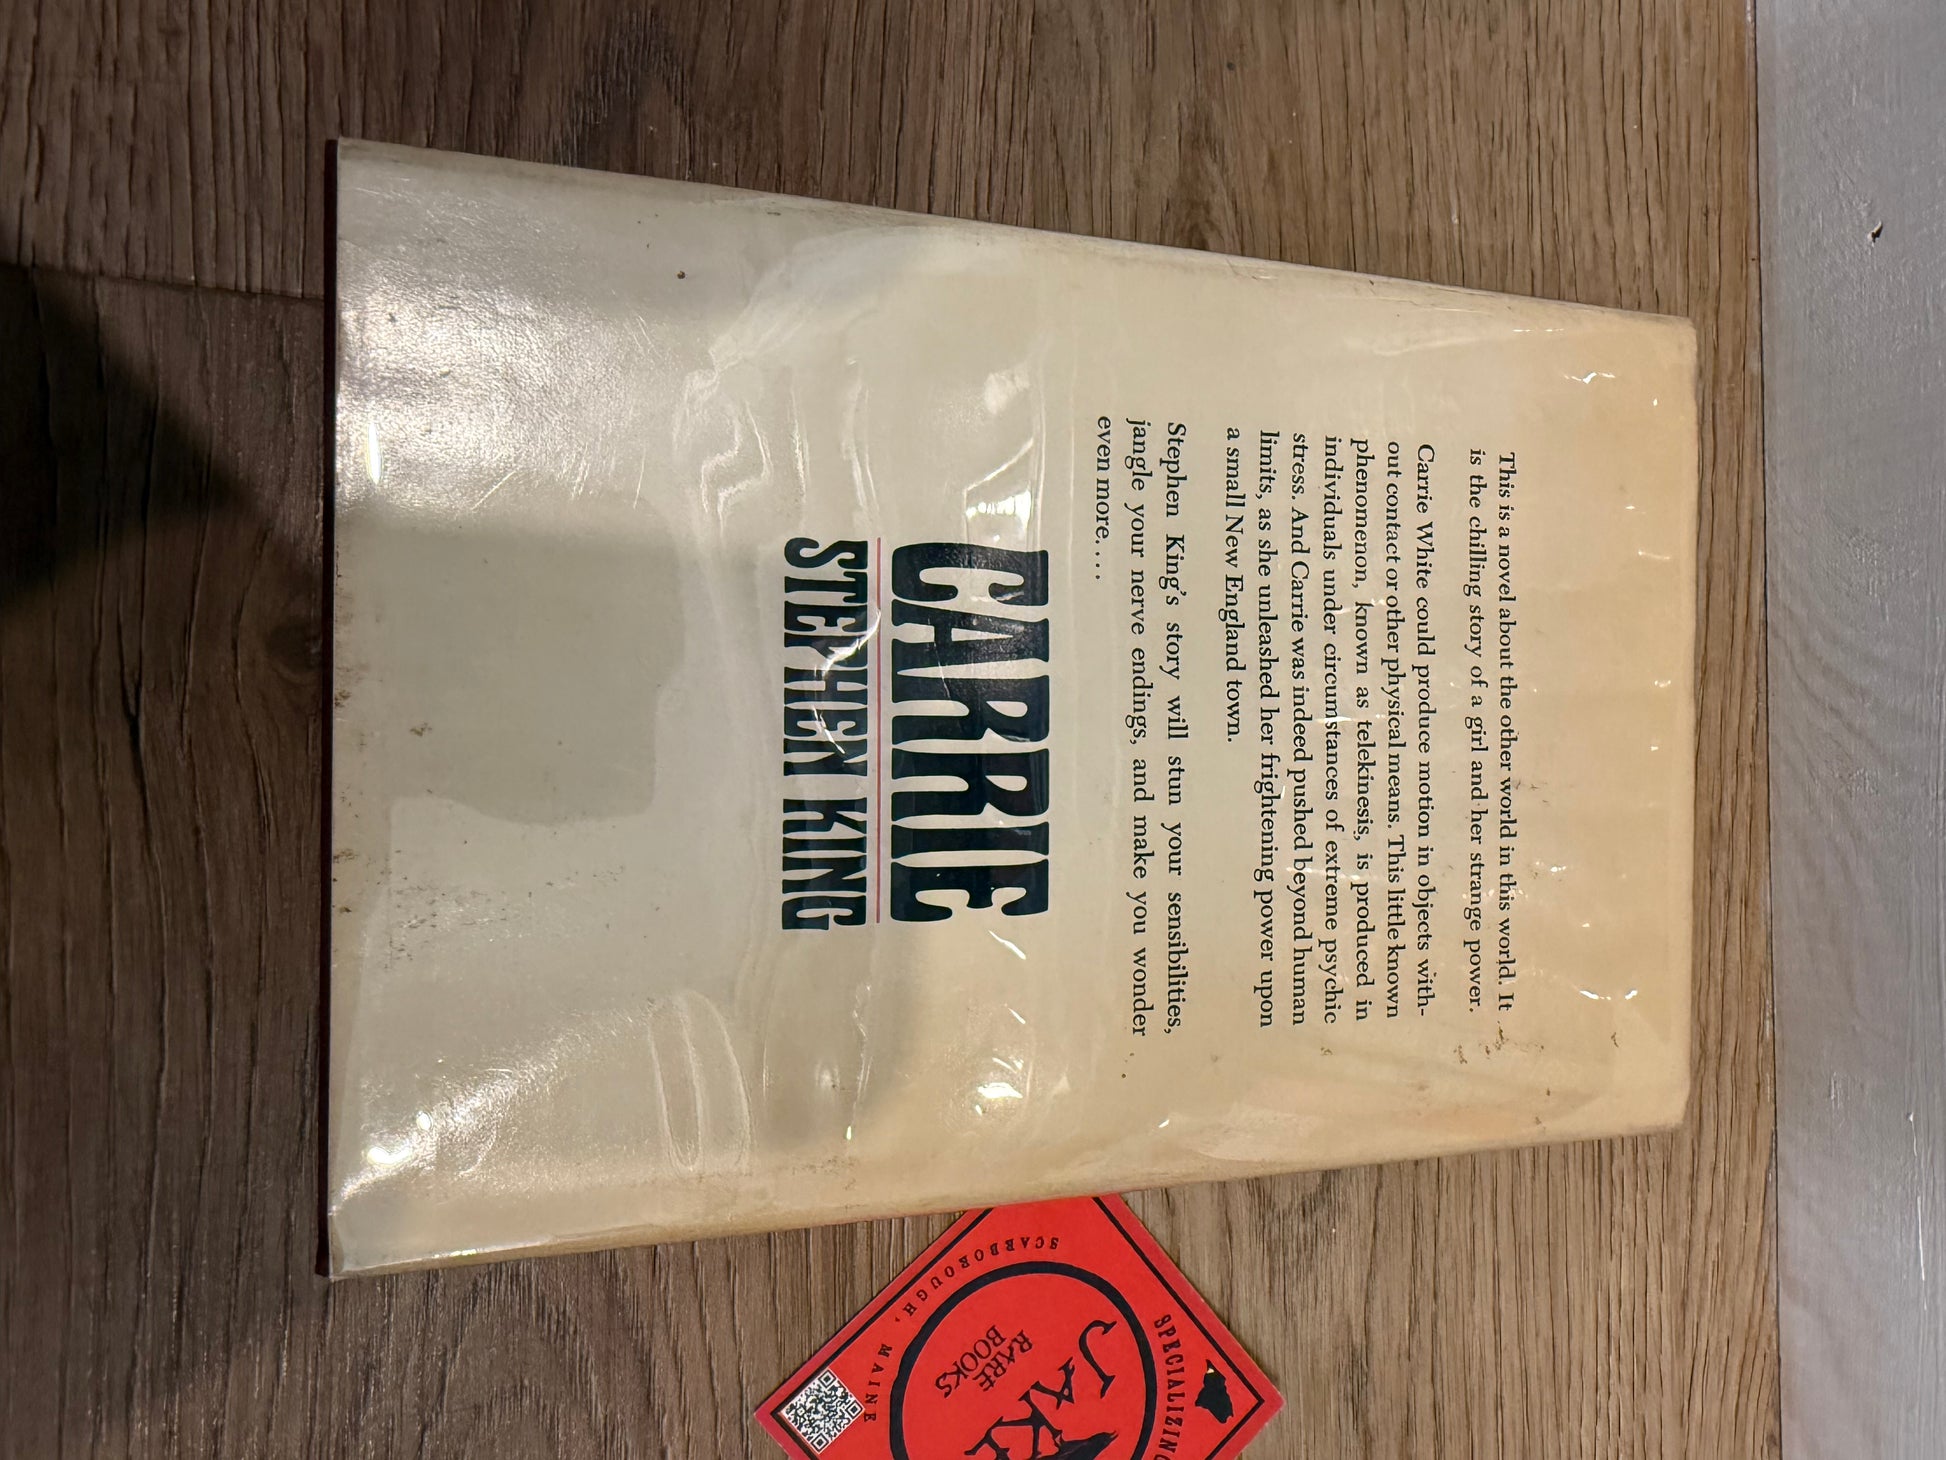 This is a novel about the other world in this world. It
is the chilling story of a girl and her strange power.
Carrie White could produce motion in objects with-
out contact or other physical means. This little known
phenomenon, known as telekinesis, is produced in
individuals under circumstances of extreme psychic
stress. And Carrie was indeed pushed beyond human
limits, as she unleashed her frightening power upon
a small New England town.
Stephen King's story will stun your sensibilities,
jangle your nerve endings, and make you wonder
even more....
CARRIE
STEPHEN KING
SPECIALIZING
JAK
RARE
BOOKS
SCARBOROUGH, MAINE